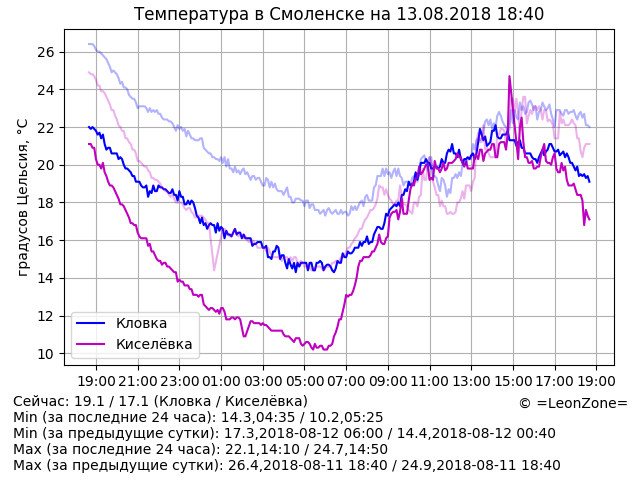 Температура в Смоленске на 13.08.2018 18:40
градусов Цельсия, °C
26
24
22
20
18
16
14
12
10
Кловка
Киселёвка
19:00 21:00 23:00 01:00 03:00 05:00 07:00 09:00 11:00 13:00 15:00 17:00 19:00
Сейчас: 19.1 / 17.1 (Кловка / Киселёвка)
© =LeonZone=
Min (за последние 24 часа): 14.3,04:35 / 10.2,05:25
Min (за предыдущие сутки): 17.3,2018-08-12 06:00 / 14.4,2018-08-12 00:40
Max (за последние 24 часа): 22.1,14:10 / 24.7,14:50
Max (за предыдущие сутки): 26.4,2018-08-11 18:40 / 24.9,2018-08-11 18:40